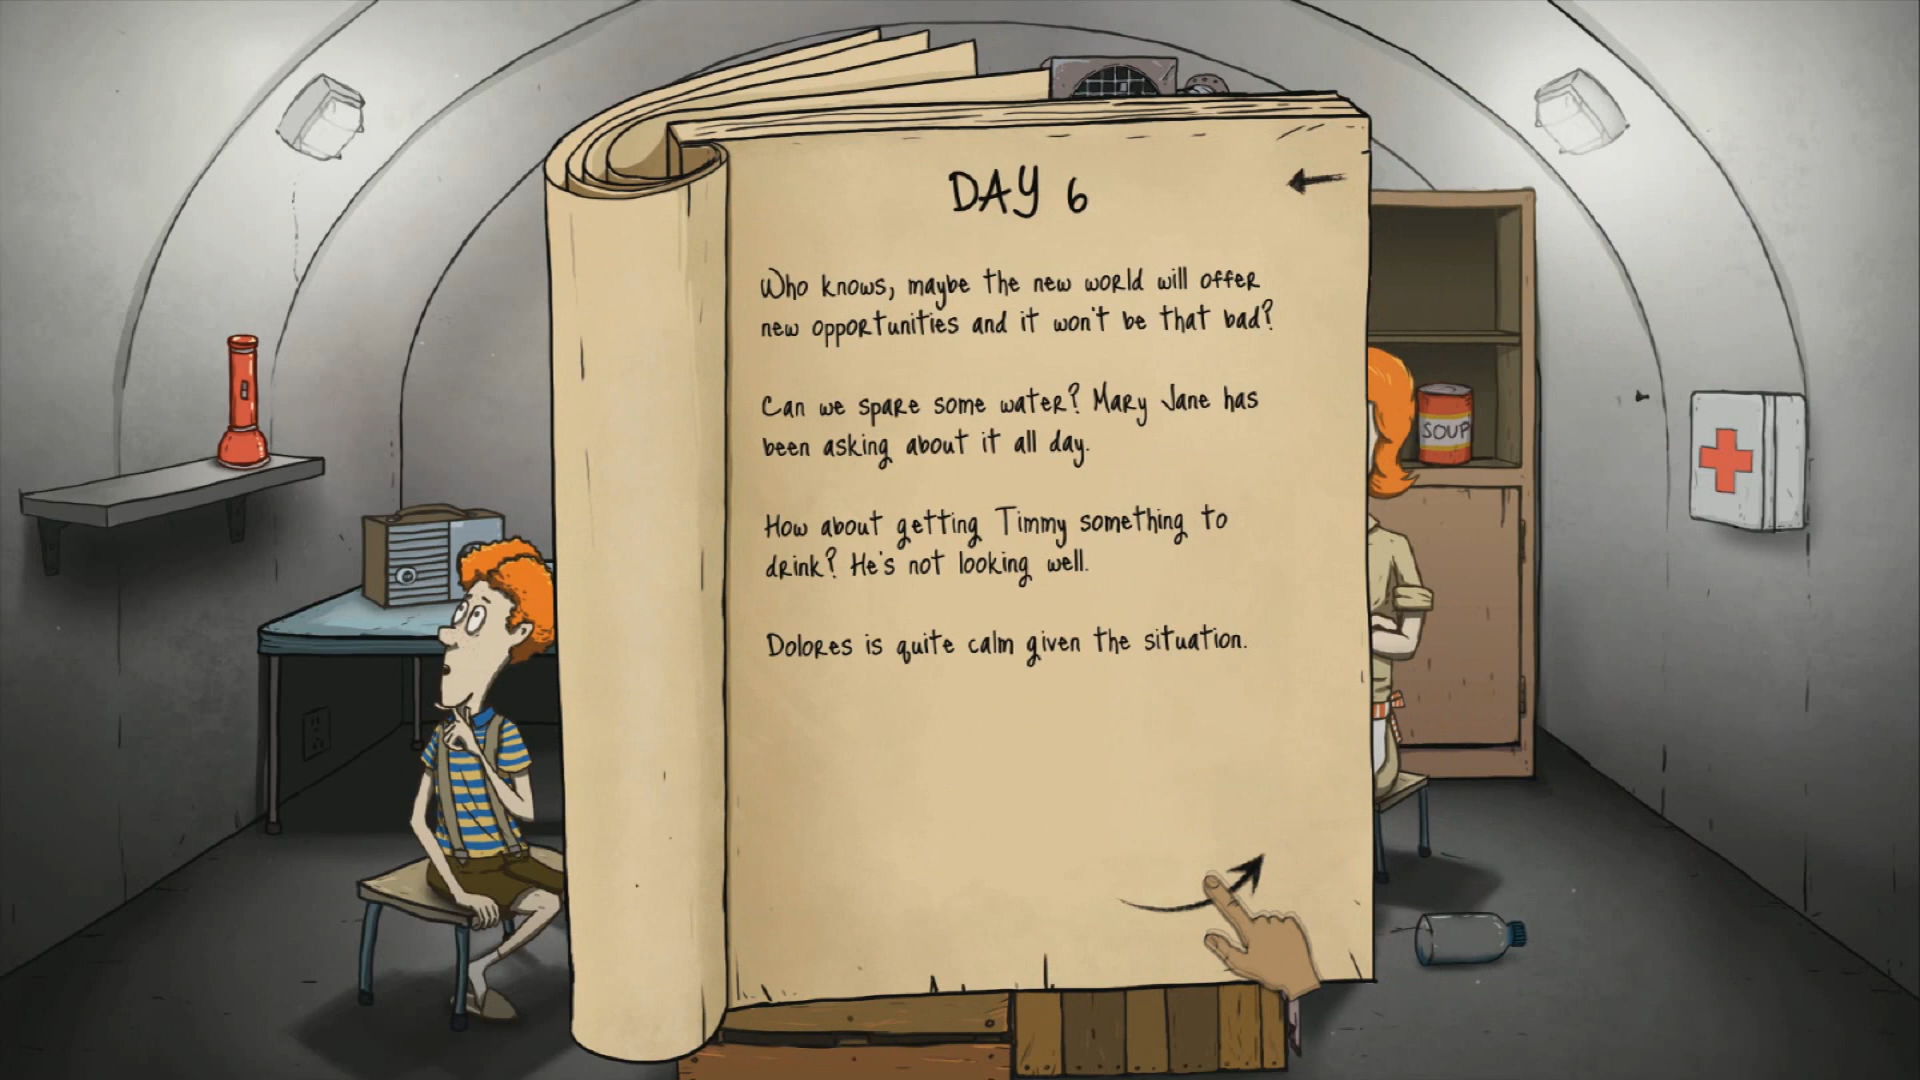 DAY 6
Who knows, maybe the new world will offer
new opportunities and it won't be that bad?
Can we spare some water? Mary Jane has
been asking about it all day.
How about getting Timmy something to
drink? He's not looking well.
Dolores is quite calm given the situation.
SOUP